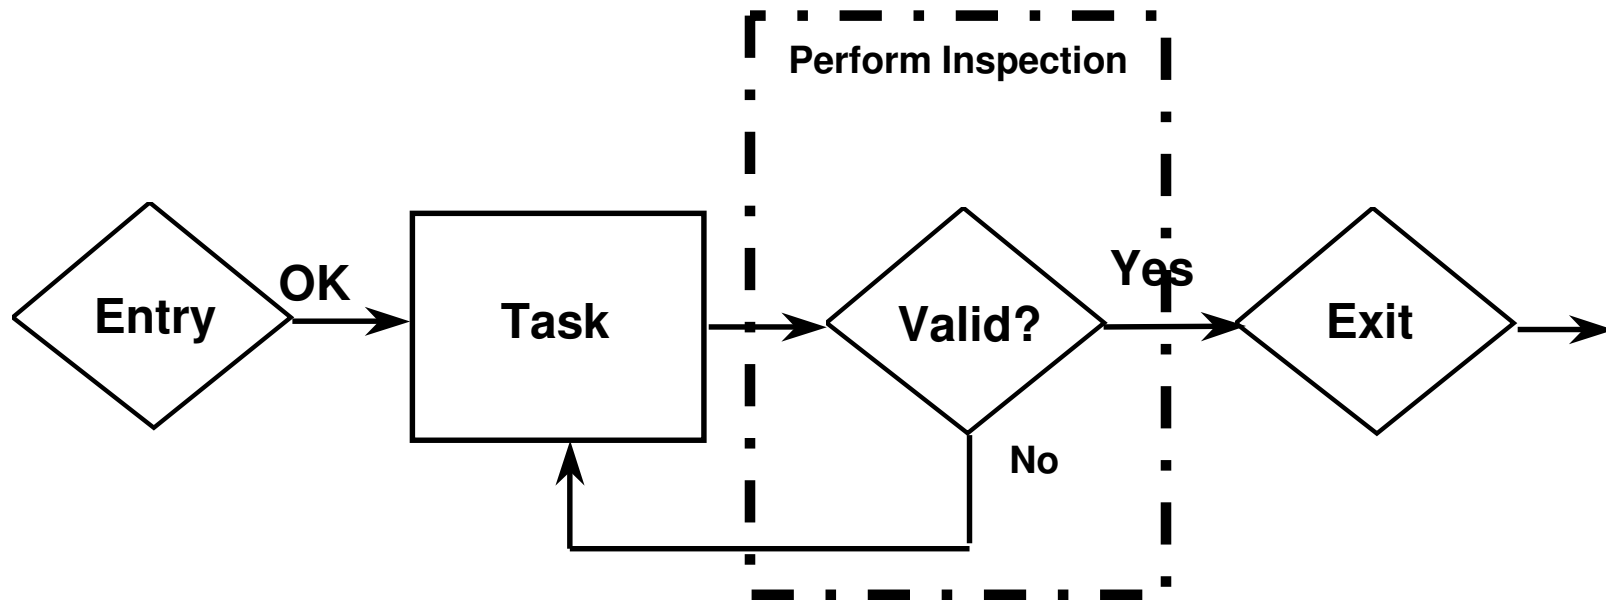 Perform Inspection
Entry
OK
Task
Valid?
Yes
Exit
No